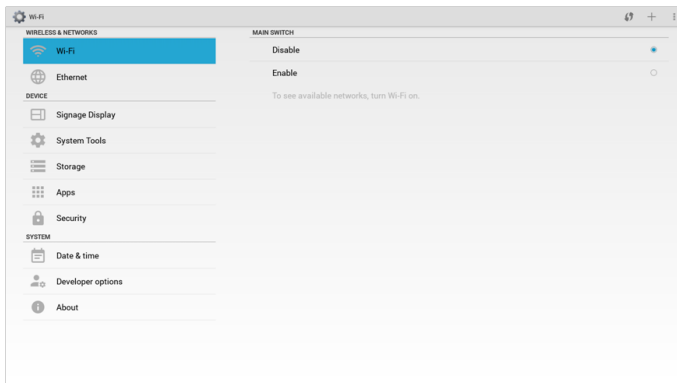 Wi-Fi
WIRELESS & NETWORKS
Wi-Fi
Ethernet
DEVICE
Signage Display
System Tools
Storage
Apps
Security
SYSTEM
Date & time
Developer options
About
MAIN SWITCH
Disable
Enable
To see available networks, turn Wi-Fi on.